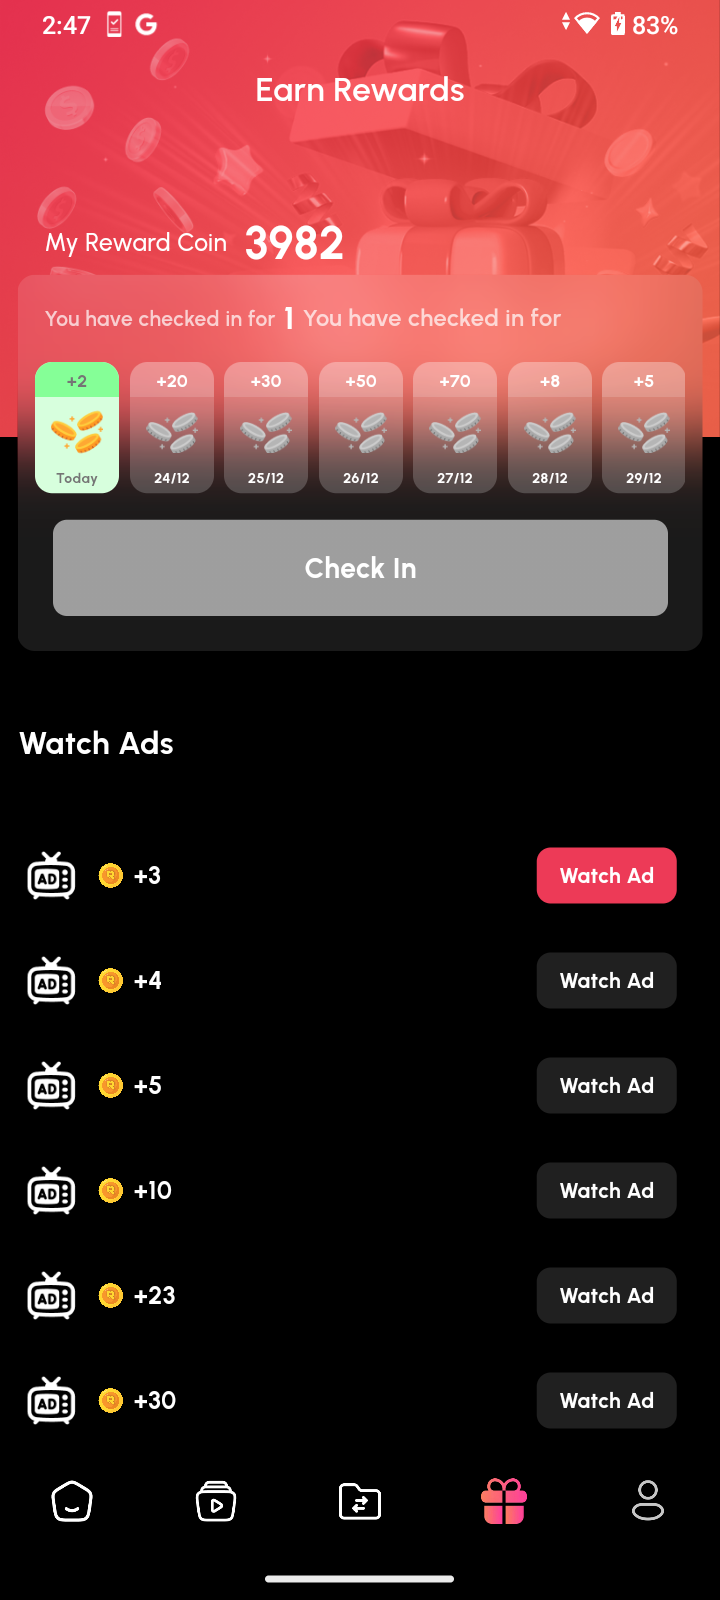 2:47 83%
Earn Rewards
My Reward Coin 3982
You have checked in for 1 You have checked in for
+2 +20 +30 +50 +70 +8 +5
Today 24/12 25/12 26/12 27/12 28/12 29/12
Check In
Watch Ads
AD +3 Watch Ad
AD +4 Watch Ad
AD +5 Watch Ad
AD +10 Watch Ad
AD +23 Watch Ad
AD +30 Watch Ad